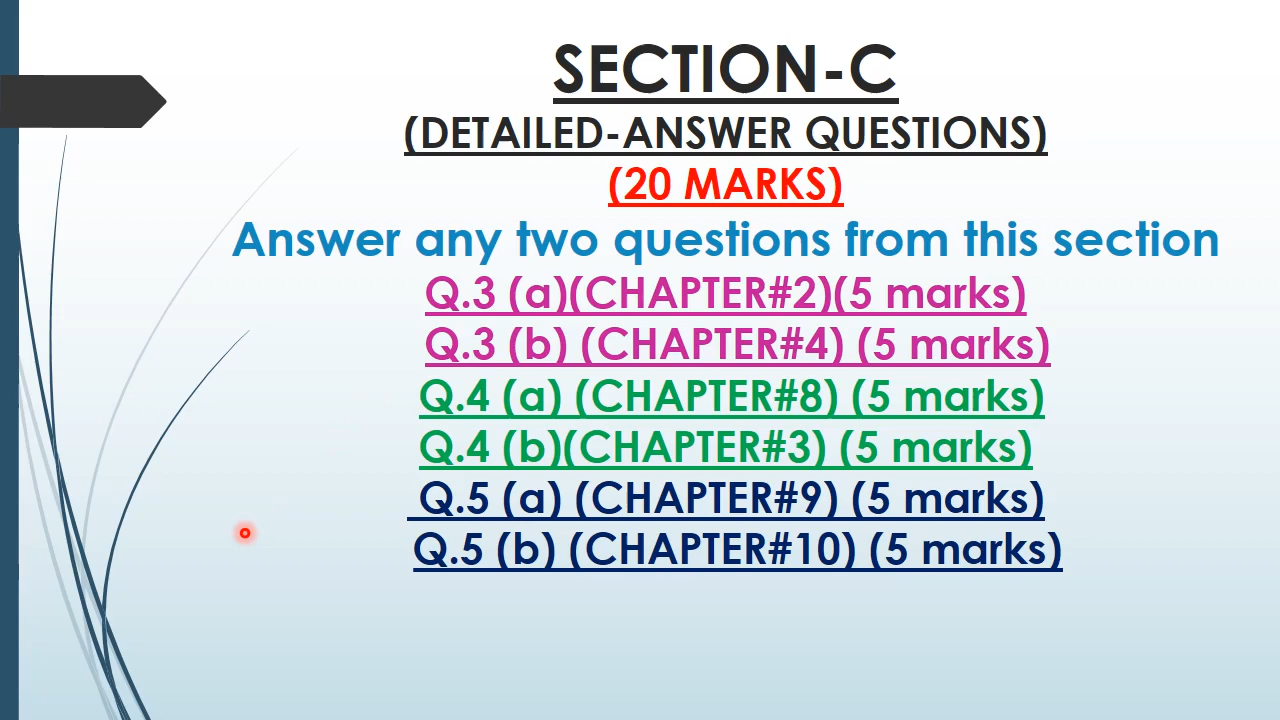 SECTION-C
(DETAILED-ANSWER QUESTIONS)
(20 MARKS)
Answer any two questions from this section
Q.3 (a)(CHAPTER#2)(5 marks)
Q.3 (b) (CHAPTER#4) (5 marks)
Q.4 (a) (CHAPTER#8) (5 marks)
Q.4 (b)(CHAPTER#3) (5 marks)
Q.5 (a) (CHAPTER#9) (5 marks)
Q.5 (b) (CHAPTER#10) (5 marks)